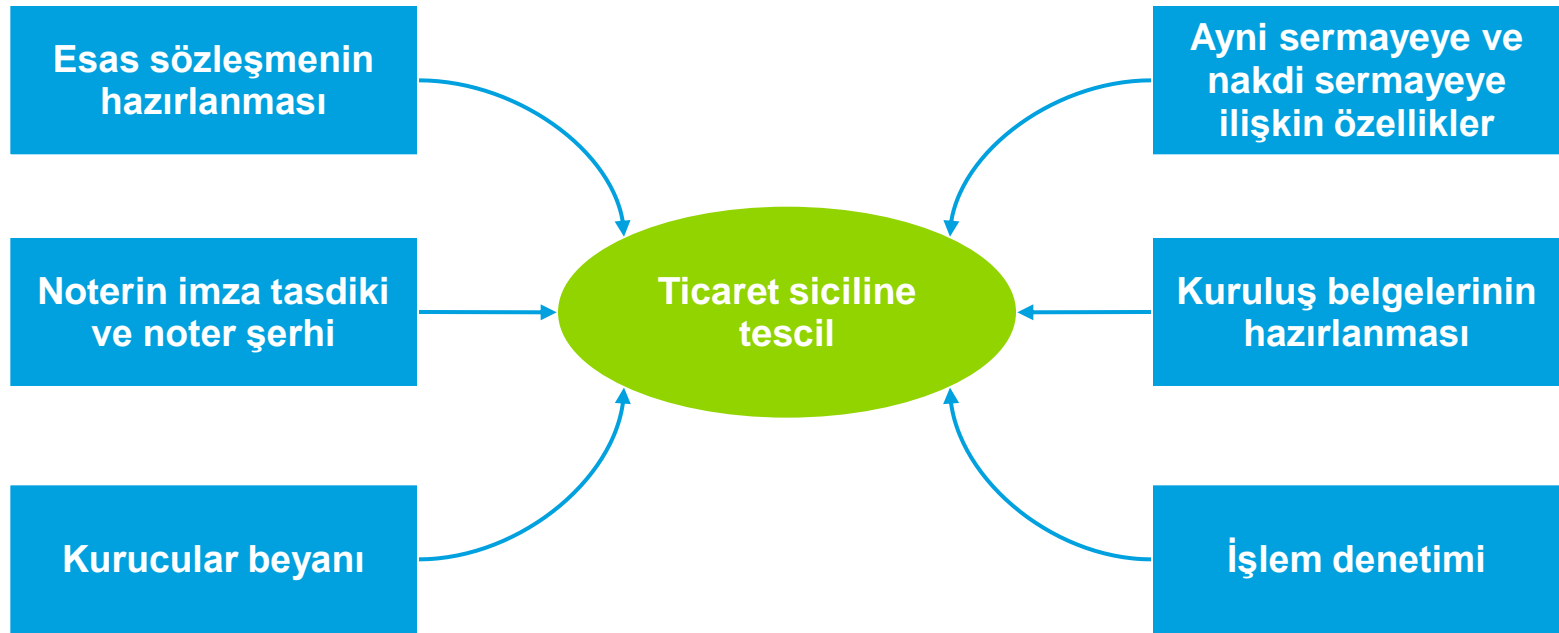 Esas sözleşmenin
hazırlanması
Ayni sermayeye ve
nakdi sermayeye
ilişkin özellikler
Noterin imza tasdiki
ve noter şerhi
Ticaret siciline
tescil
Kuruluş belgelerinin
hazırlanması
Kurucular beyanı
İşlem denetimi